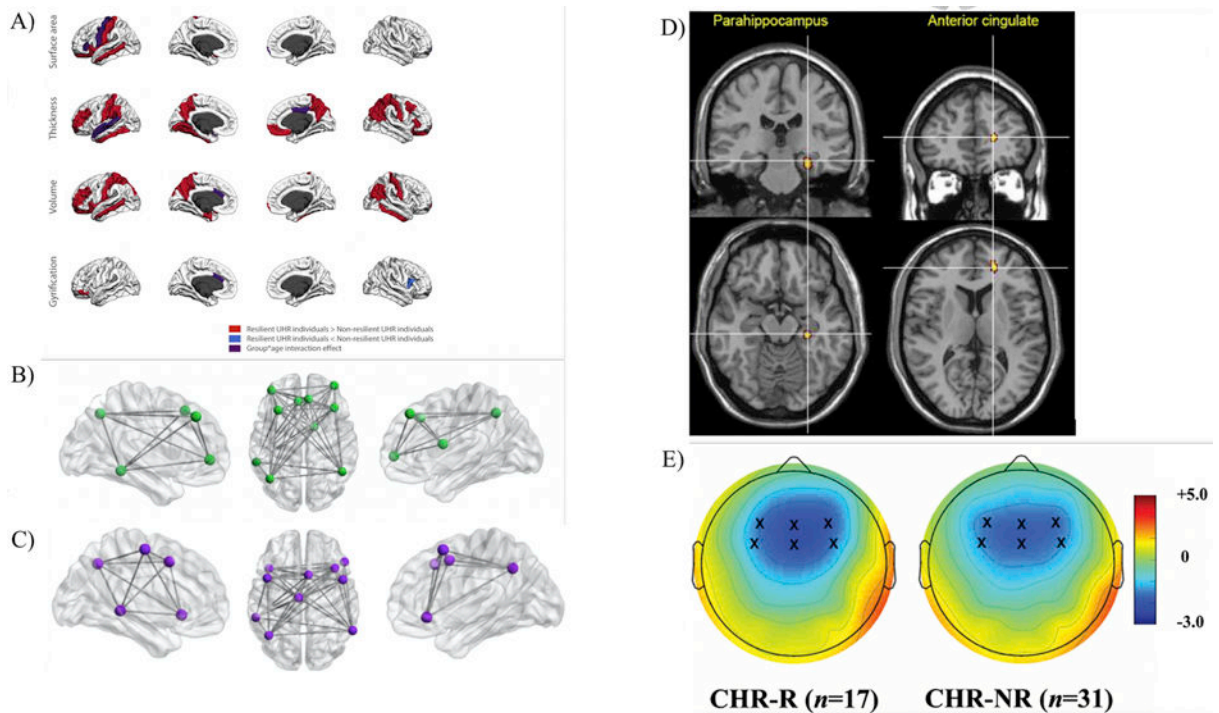 A)
Surface area
Thickness
Volume
Gyrification
Resilient UHR individuals > Non-resilient UHR individuals
Resilient UHR individuals < Non-resilient UHR individuals
Group*age interaction effect
B)
C)
D)
Parahippocampus
Anterior cingulate
E)
X X X
X X X
X X X
X X X
+5.0
0
-3.0
CHR-R (n=17)
CHR-NR (n=31)